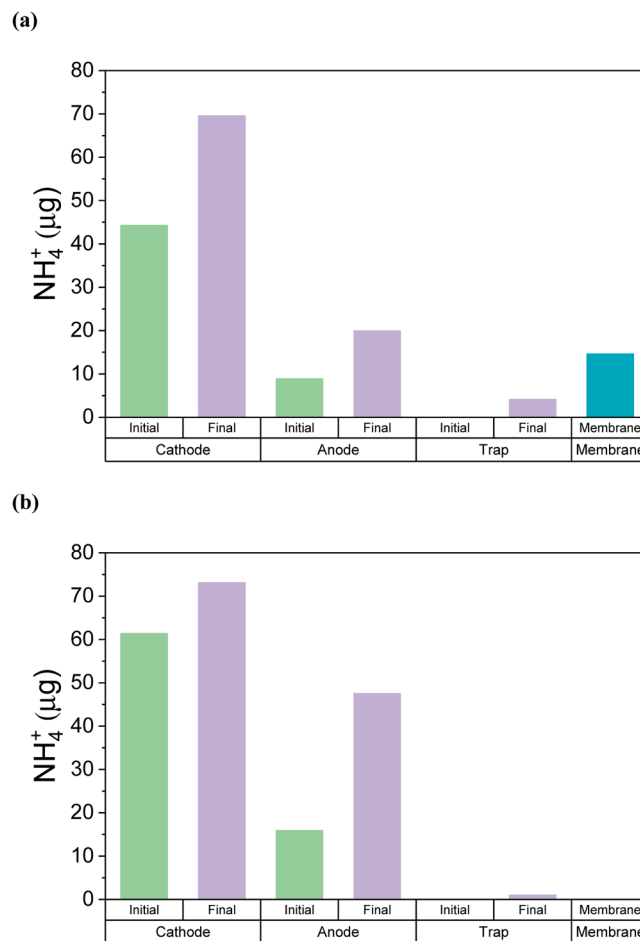 (a)
80
70
60
50
40
30
20
10
0
NH₄⁺ (μg)
Initial Final Initial Final Initial Final Membrane
Cathode Anode Trap Membrane
(b)
80
70
60
50
40
30
20
10
0
NH₄⁺ (μg)
Initial Final Initial Final Initial Final Membrane
Cathode Anode Trap Membrane